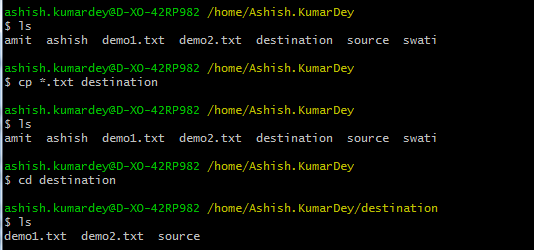 ashish.kumardey@D-XO-42RP982 /home/Ashish.KumarDey
$ ls
amit  ashish  demo1.txt  demo2.txt  destination  source  swati
ashish.kumardey@D-XO-42RP982 /home/Ashish.KumarDey
$ cp *.txt destination
ashish.kumardey@D-XO-42RP982 /home/Ashish.KumarDey
$ ls
amit  ashish  demo1.txt  demo2.txt  destination  source  swati
ashish.kumardey@D-XO-42RP982 /home/Ashish.KumarDey
$ cd destination
ashish.kumardey@D-XO-42RP982 /home/Ashish.KumarDey/destination
$ ls
demo1.txt  demo2.txt  source